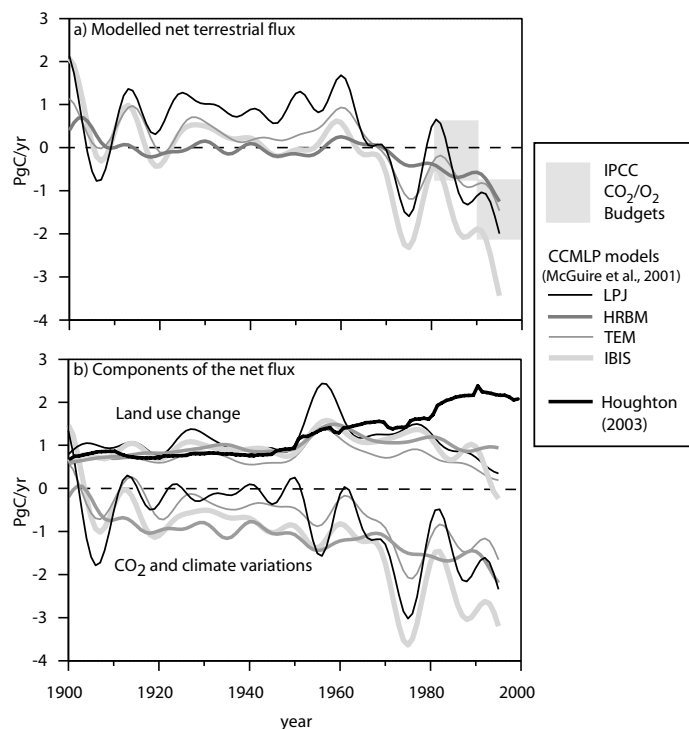 a) Modelled net terrestrial flux
3
2
1
0
-1
-2
-3
-4
PgC/yr
b) Components of the net flux
Land use change
CO2 and climate variations
3
2
1
0
-1
-2
-3
-4
PgC/yr
1900
1920
1940
1960
1980
2000
year
IPCC
CO2/O2
Budgets
CCMLP models
(McGuire et al., 2001)
LPJ
HRBM
TEM
IBIS
Houghton
(2003)